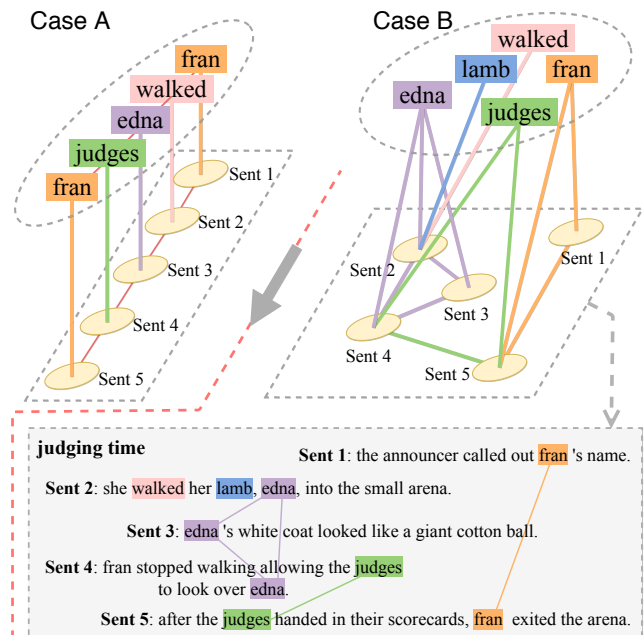 Case A
fran
walked
edna
judges
fran
Sent 1
Sent 2
Sent 3
Sent 4
Sent 5
Case B
walked
lamb
fran
edna
judges
Sent 1
Sent 2
Sent 3
Sent 4
Sent 5
judging time
Sent 1: the announcer called out fran 's name.
Sent 2: she walked her lamb, edna, into the small arena.
Sent 3: edna 's white coat looked like a giant cotton ball.
Sent 4: fran stopped walking allowing the judges
to look over edna.
Sent 5: after the judges handed in their scorecards, fran exited the arena.